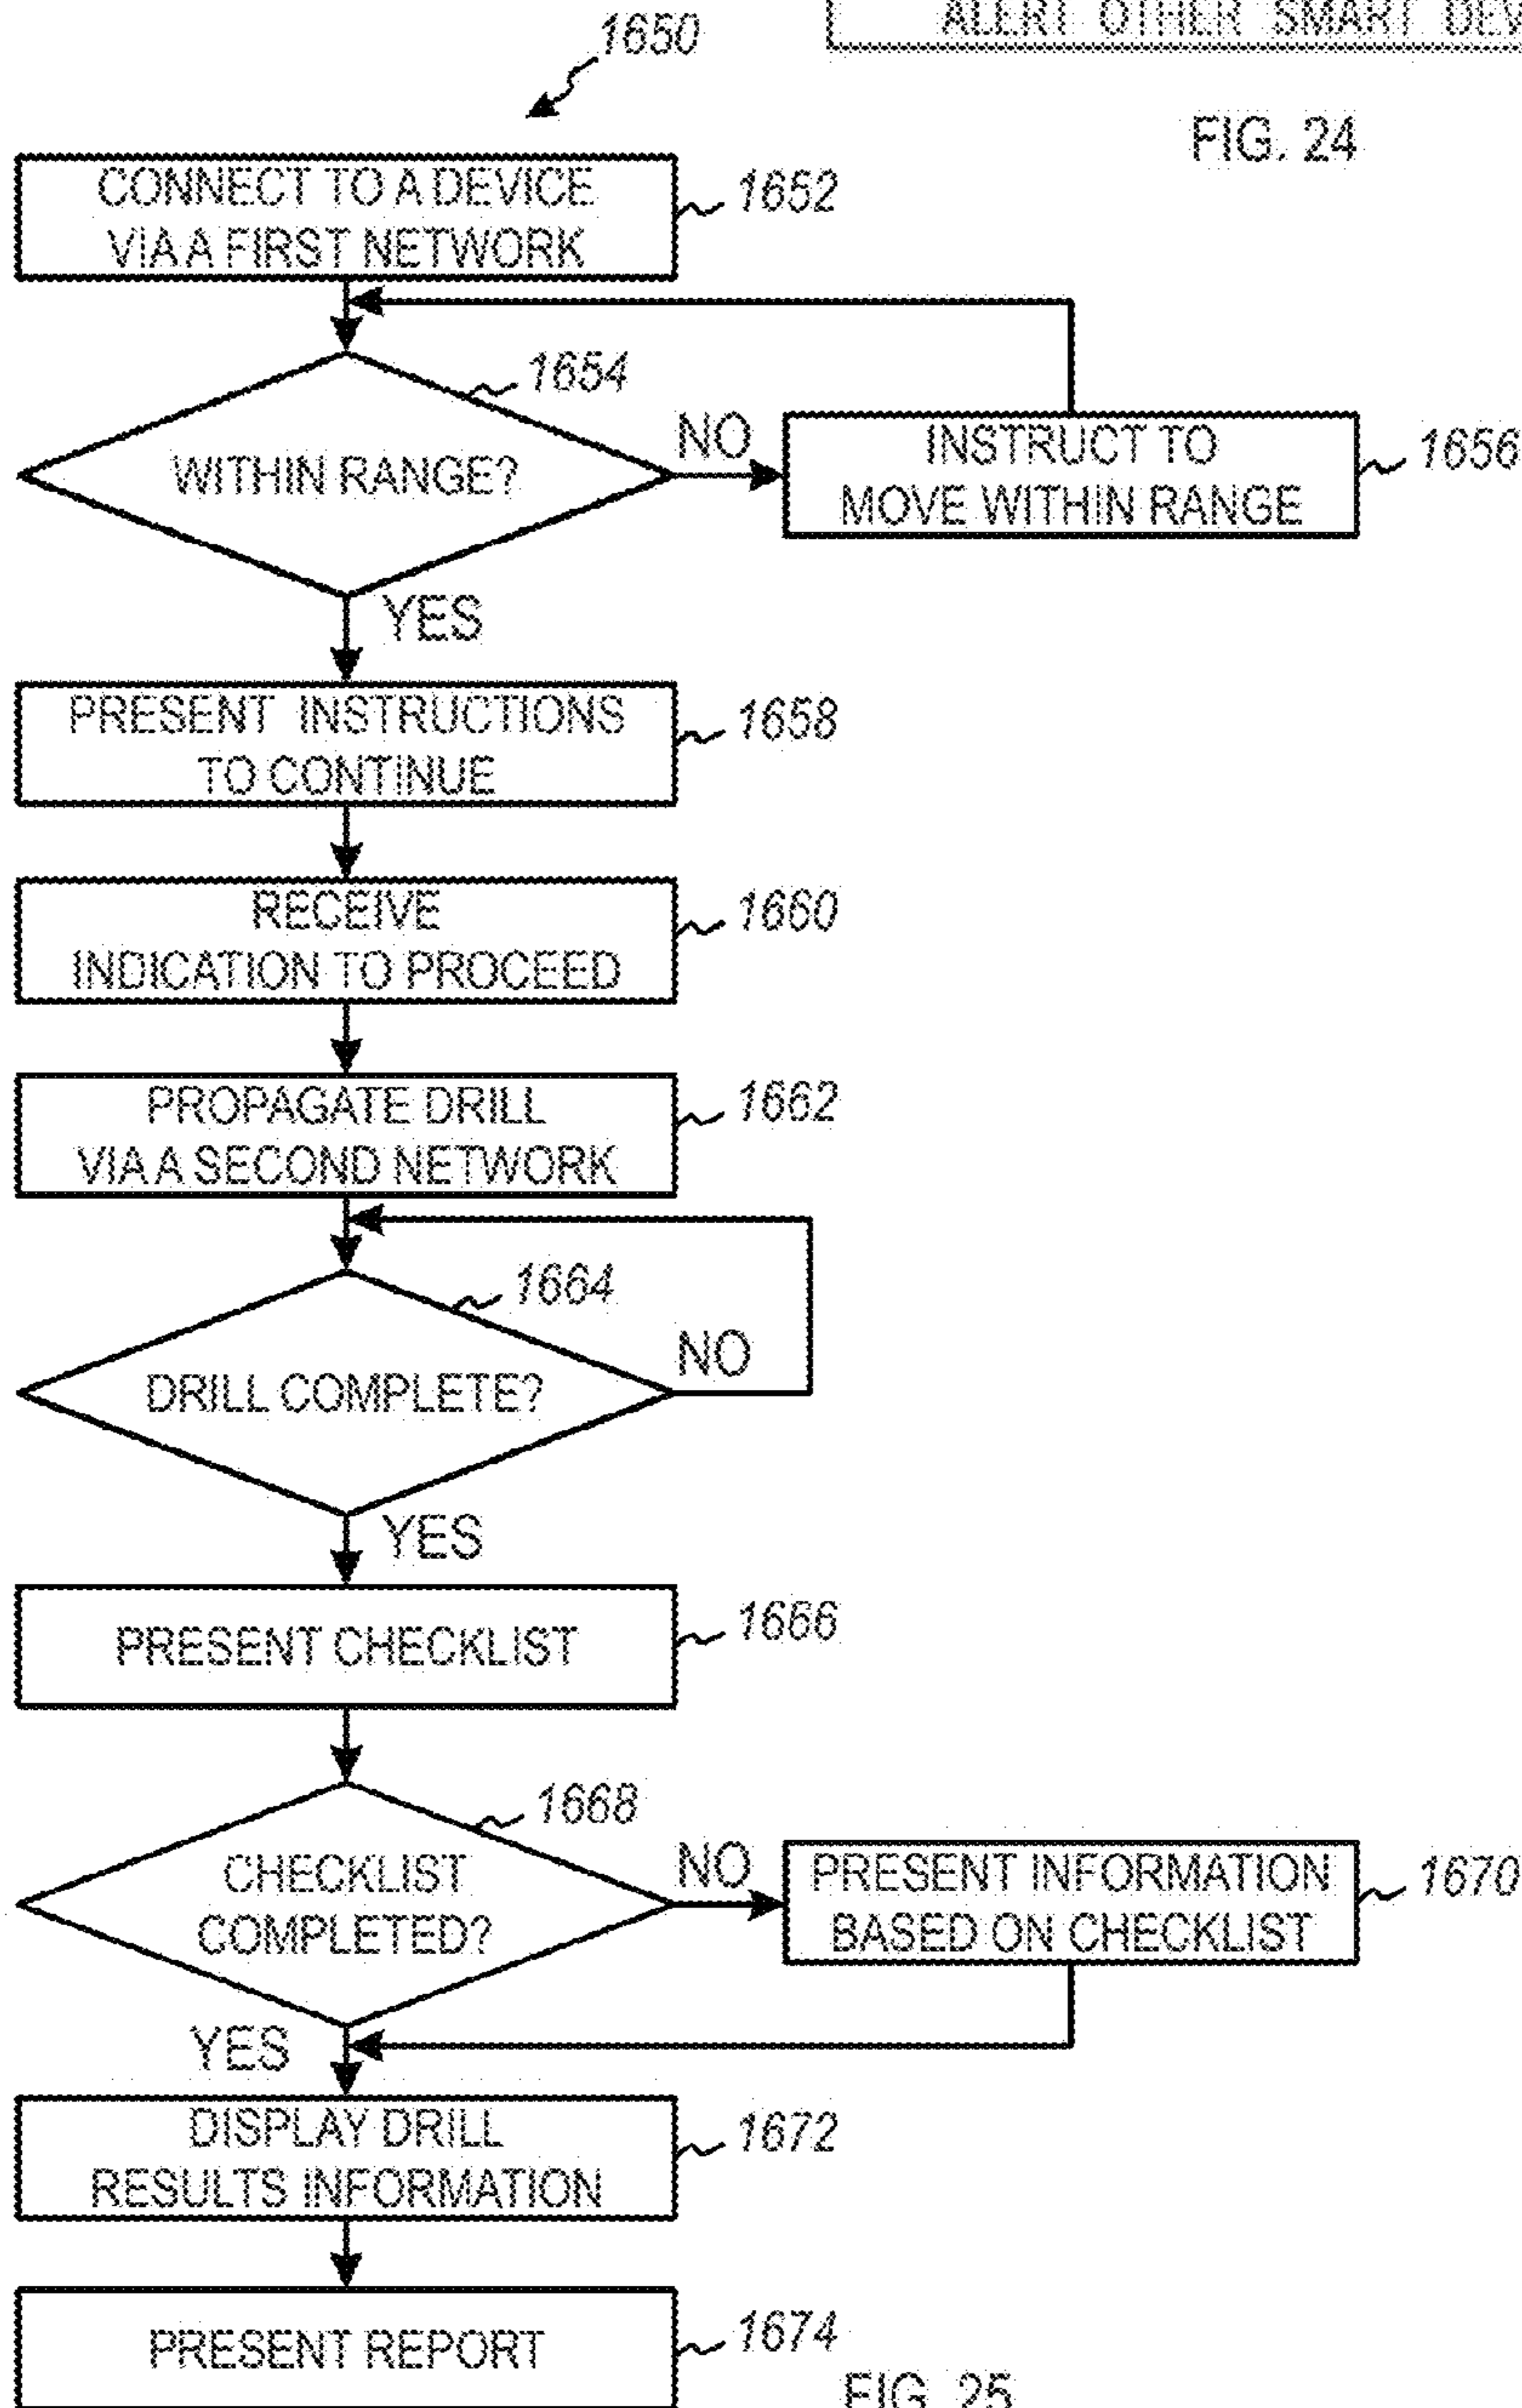 ALERT OTHER SMART DEV
1650
FIG. 24
CONNECT TO A DEVICE
VIA A FIRST NETWORK
1652
1654
WITHIN RANGE?
NO
INSTRUCT TO
MOVE WITHIN RANGE
1656
YES
PRESENT INSTRUCTIONS
TO CONTINUE
1658
RECEIVE
INDICATION TO PROCEED
1660
PROPAGATE DRILL
VIA A SECOND NETWORK
1662
1664
DRILL COMPLETE?
NO
YES
PRESENT CHECKLIST
1666
1668
CHECKLIST
COMPLETED?
NO
PRESENT INFORMATION
BASED ON CHECKLIST
1670
YES
DISPLAY DRILL
RESULTS INFORMATION
1672
PRESENT REPORT
1674
FIG. 25